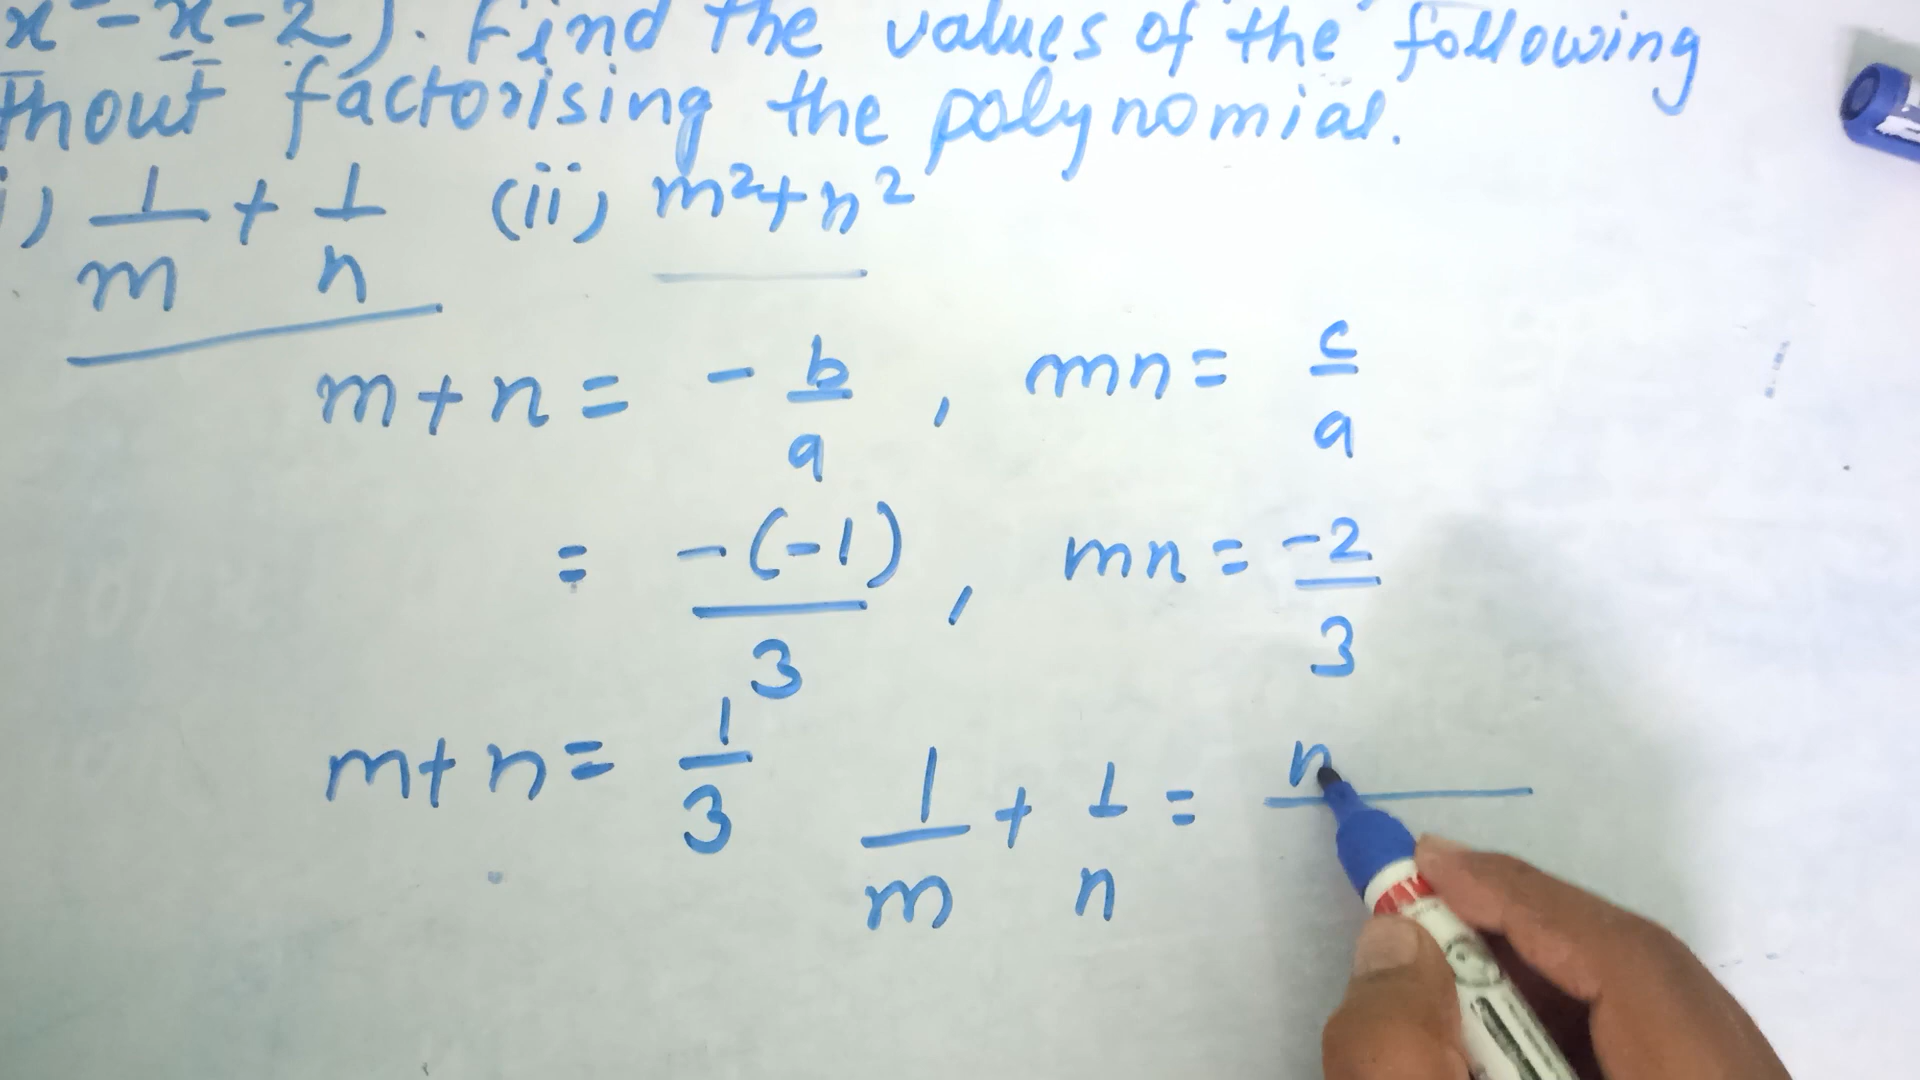 x² - x - 2). Find the values of the following
thout factorising the polynomial.
i) 1/m + 1/n (ii) m² + n²
m + n = - b/a , mn = c/a
= -(-1)/3 , mn = -2/3
m + n = 1/3 1/m + 1/n = n